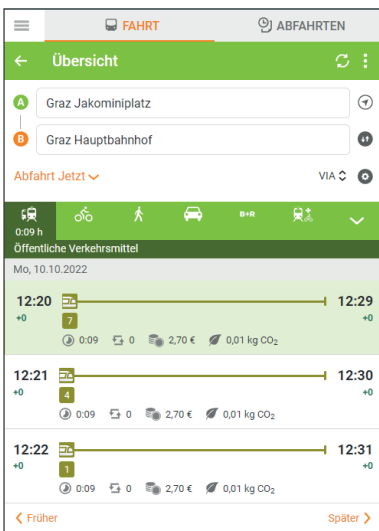 FAHRT
ABFAHRTEN
Übersicht
A Graz Jakominiplatz
B Graz Hauptbahnhof
Abfahrt Jetzt VIA
B+R
0:09 h
Öffentliche Verkehrsmittel
Mo, 10.10.2022
12:20 12:29
+0 +0
7
0:09 0 2,70 € 0,01 kg CO₂
12:21 12:30
+0 +0
4
0:09 0 2,70 € 0,01 kg CO₂
12:22 12:31
+0 +0
1
0:09 0 2,70 € 0,01 kg CO₂
Früher Später